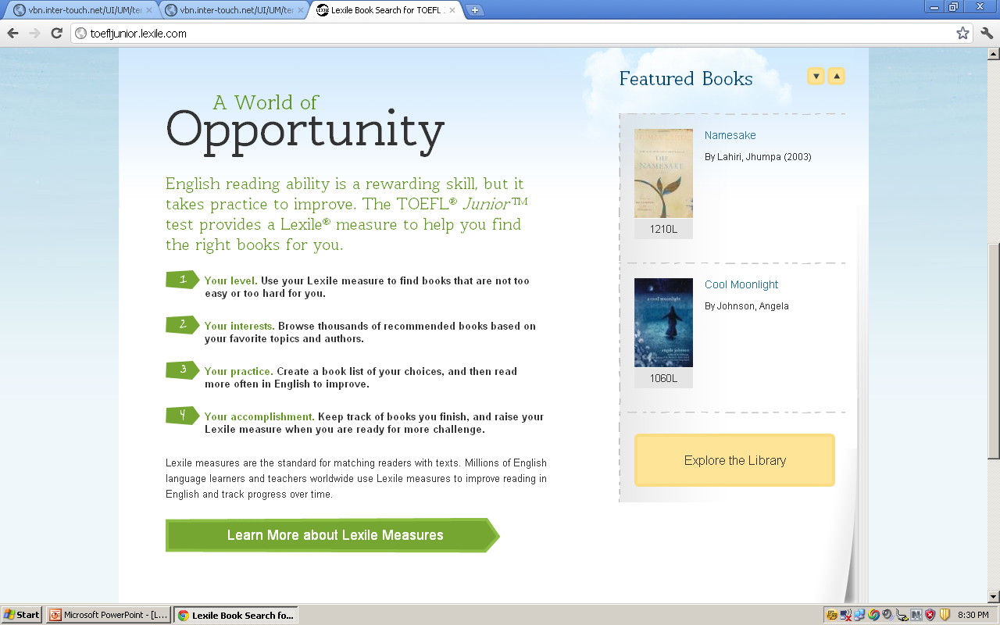 vbn.inter-touch.net/UI/UM/ter
vbn.inter-touch.net/UI/UM/ter
Lexile Book Search for TOEFL
toefljunior.lexile.com
A World of
Opportunity
English reading ability is a rewarding skill, but it
takes practice to improve. The TOEFL® Junior™
test provides a Lexile® measure to help you find
the right books for you.
1 Your level. Use your Lexile measure to find books that are not too
easy or too hard for you.
2 Your interests. Browse thousands of recommended books based on
your favorite topics and authors.
3 Your practice. Create a book list of your choices, and then read
more often in English to improve.
4 Your accomplishment. Keep track of books you finish, and raise your
Lexile measure when you are ready for more challenge.
Lexile measures are the standard for matching readers with texts. Millions of English
language learners and teachers worldwide use Lexile measures to improve reading in
English and track progress over time.
Learn More about Lexile Measures
Featured Books
THE
NAMESAKE
1210L
Namesake
By Lahiri, Jhumpa (2003)
a cool moonlight
angela johnson
1060L
Cool Moonlight
By Johnson, Angela
Explore the Library
Start
Microsoft PowerPoint - [L...
Lexile Book Search fo...
8:30 PM